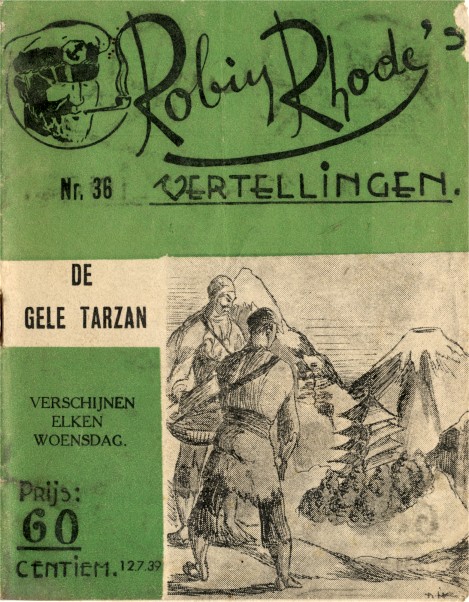 Robin Rhode's
Nr. 36 VERTELLINGEN.
DE
GELE TARZAN
VERSCHIJNEN
ELKEN
WOENSDAG.
Prijs:
60
CENTIEM. 12.7.39